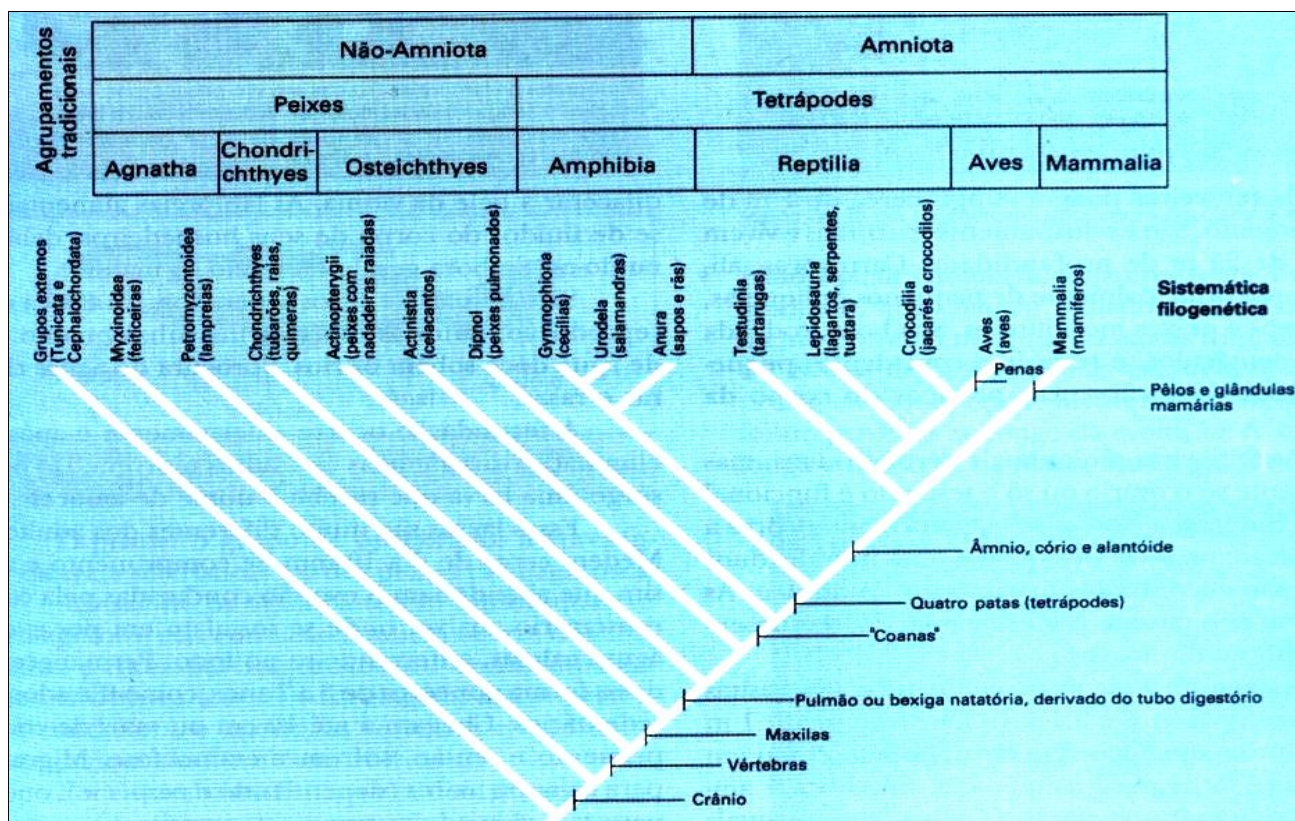 Agrupamentos
tradicionais
Não-Amniota
Amniota
Peixes
Tetrápodes
Agnatha
Chondri-
chthyes
Osteichthyes
Amphibia
Reptilia
Aves
Mammalia
Grupos externos
(Tunicata e
Cephalochordata)
Myxinoidea
(feiticeiras)
Petromyzontoidea
(lampreias)
Chondrichthyes
(tubarões, raias,
quimeras)
Actinopterygii
(peixes com
nadadeiras raiadas)
Actinistia
(celacantos)
Dipnoi
(peixes pulmonados)
Gymnophiona
(cecílias)
Urodela
(salamandras)
Anura
(sapos e rãs)
Testudinia
(tartarugas)
Lepidosauria
(lagartos, serpentes,
tuatara)
Crocodilia
(jacarés e crocodilos)
Aves
(aves)
Mammalia
(mamíferos)
Sistemática
filogenética
Penas
Pêlos e glândulas
mamárias
Âmnio, cório e alantóide
Quatro patas (tetrápodes)
"Coanas"
Pulmão ou bexiga natatória, derivado do tubo digestório
Maxilas
Vértebras
Crânio